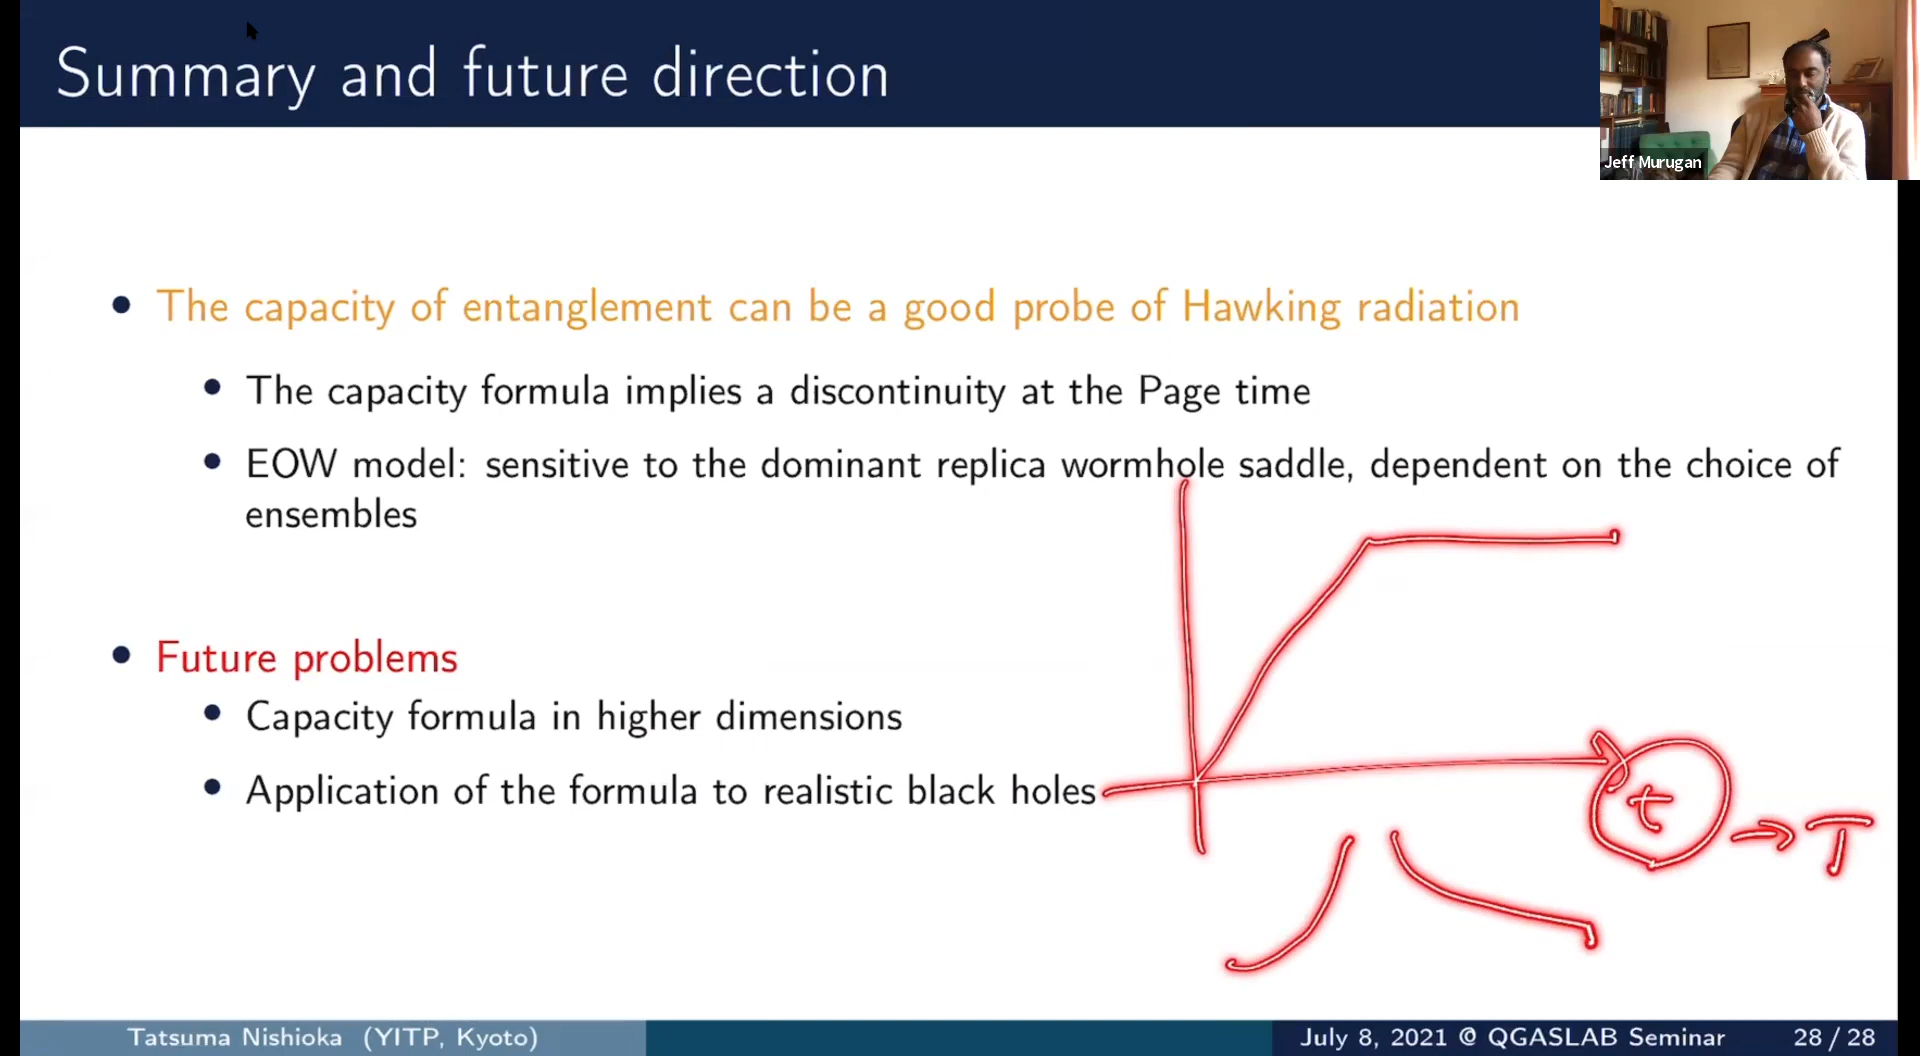 Summary and future direction
Jeff Murugan
The capacity of entanglement can be a good probe of Hawking radiation
The capacity formula implies a discontinuity at the Page time
EOW model: sensitive to the dominant replica wormhole saddle, dependent on the choice of
ensembles
Future problems
Capacity formula in higher dimensions
Application of the formula to realistic black holes
t → T
Tatsuma Nishioka (YITP, Kyoto)
July 8, 2021 @ QGASLAB Seminar
28 / 28